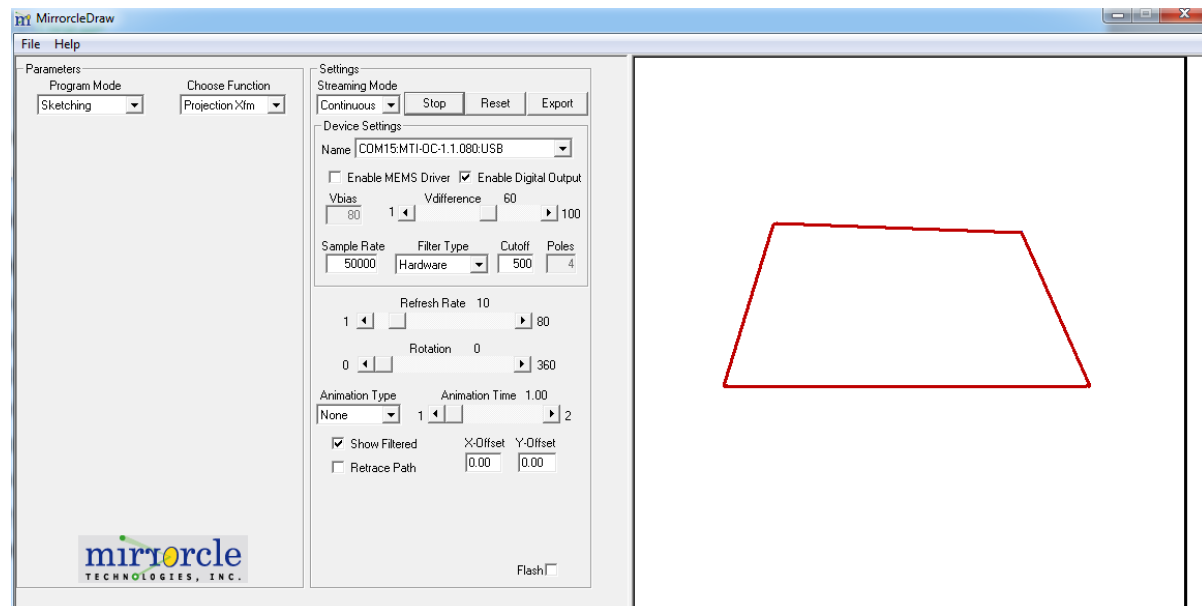 MirrorcleDraw
File Help
Parameters
Program Mode
Choose Function
Sketching
Projection Xfm
Settings
Streaming Mode
Continuous
Stop
Reset
Export
Device Settings
Name COM15:MTI-OC-1.1.080:USB
Enable MEMS Driver
Enable Digital Output
Vbias
Vdifference 60
80
1
100
Sample Rate
Filter Type
Cutoff
Poles
50000
Hardware
500
4
Refresh Rate 10
1
80
Rotation 0
0
360
Animation Type
Animation Time 1.00
None
1
2
Show Filtered
X-Offset
Y-Offset
Retrace Path
0.00
0.00
mirrorcle
TECHNOLOGIES, INC.
Flash